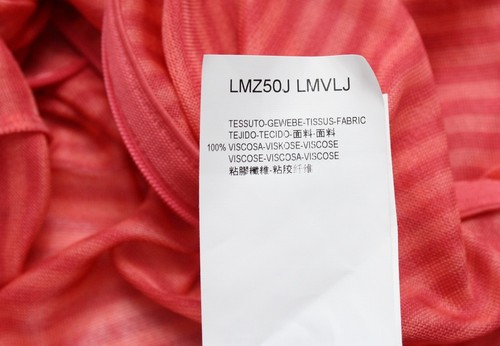 LMZ50J LMVLJ
TESSUTO-GEWEBE-TISSUS-FABRIC
TEJIDO-TECIDO-面料-面料
100% VISCOSA-VISKOSE-VISCOSE
VISCOSE-VISCOSA-VISCOSE
粘膠纖維-粘胶纤维